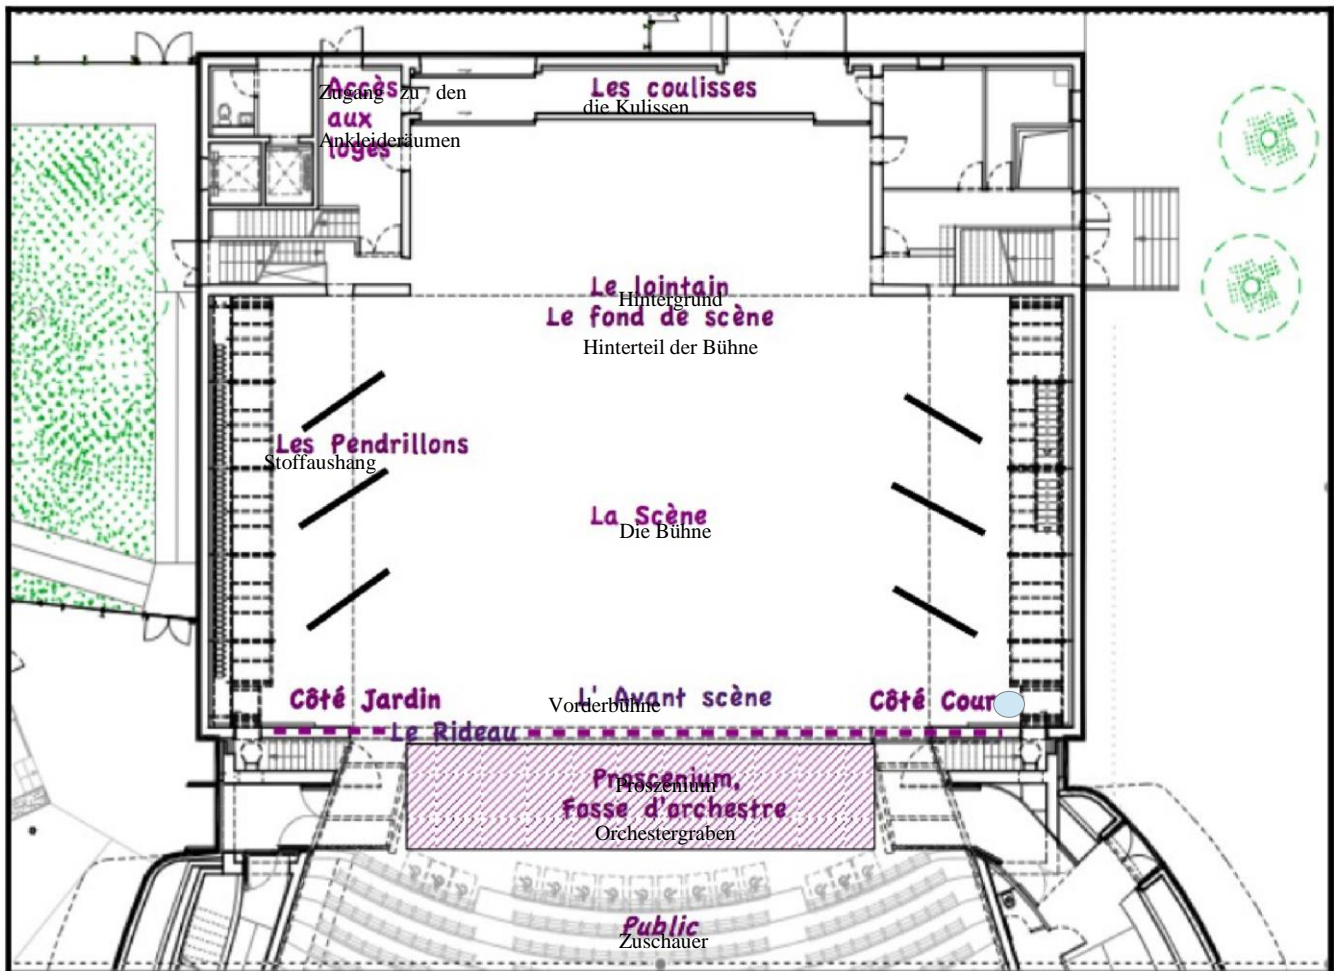 Accès
Zugang zu den
aux
Ankleideräumen
loges
Les coulisses
die Kulissen
Le lointain
Hintergrund
Le fond de scène
Hinterteil der Bühne
Les Pendrillons
Stoffaushang
La Scène
Die Bühne
Côté Jardin
L' Avant scène
Vorderbühne
Côté Cour
Le Rideau
Proscenium,
Proszenium
Fosse d'orchestre
Orchestergraben
Public
Zuschauer